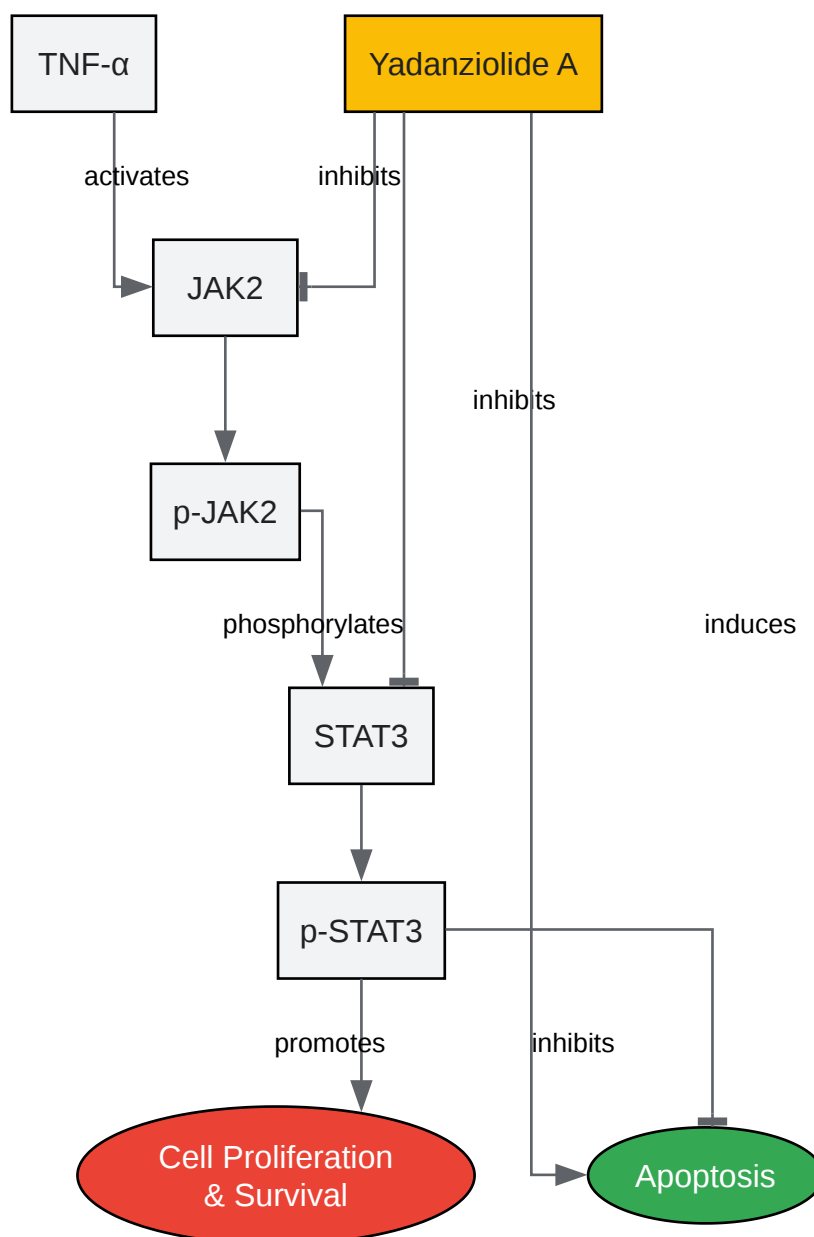 TNF-α
Yadanziolide A
activates
inhibits
JAK2
inhibits
p-JAK2
phosphorylates
induces
STAT3
p-STAT3
promotes
inhibits
Cell Proliferation
& Survival
Apoptosis